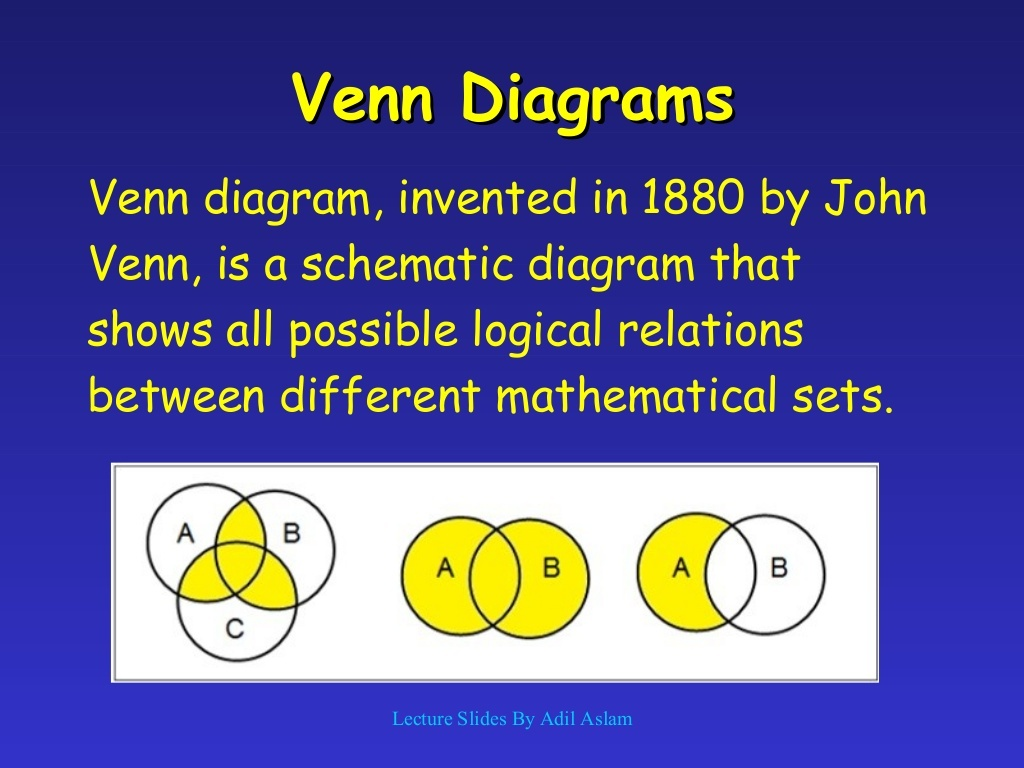 Venn Diagrams
Venn diagram, invented in 1880 by John
Venn, is a schematic diagram that
shows all possible logical relations
between different mathematical sets.
A B
C
A B
A B
Lecture Slides By Adil Aslam